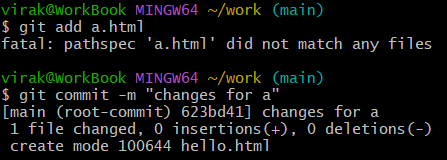 virak@WorkBook MINGW64 ~/work (main)
$ git add a.html
fatal: pathspec 'a.html' did not match any files
virak@WorkBook MINGW64 ~/work (main)
$ git commit -m "changes for a"
[main (root-commit) 623bd41] changes for a
 1 file changed, 0 insertions(+), 0 deletions(-)
 create mode 100644 hello.html